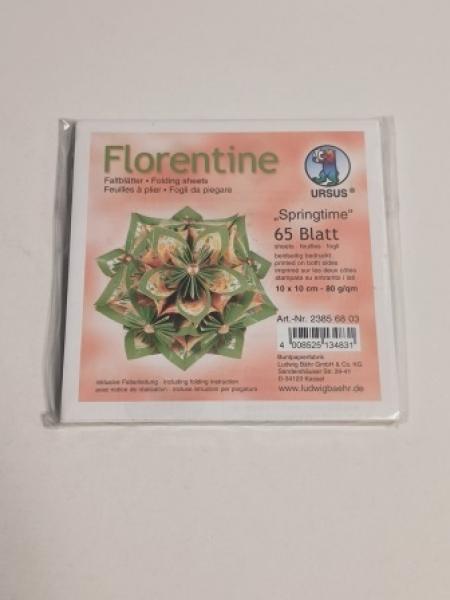 Florentine
Faltblätter • Folding sheets
Feuilles à plier • Fogli da piegare
URSUS®
„Springtime“
65 Blatt
sheets · feuilles · fogli
beidseitig bedruckt
printed on both sides
imprimé sur les deux côtés
stampata su entrambi i lati
10 x 10 cm - 80 g/qm
Art.-Nr. 2385 68 03
4 008525 134831
Buntpapierfabrik
Ludwig Bähr GmbH & Co. KG
Sandershäuser Str. 39-41
D-34123 Kassel
www.ludwigbaehr.de
inklusive Faltanleitung · including folding instruction
avec notice de réalisation · incluse istruzioni per piegatura